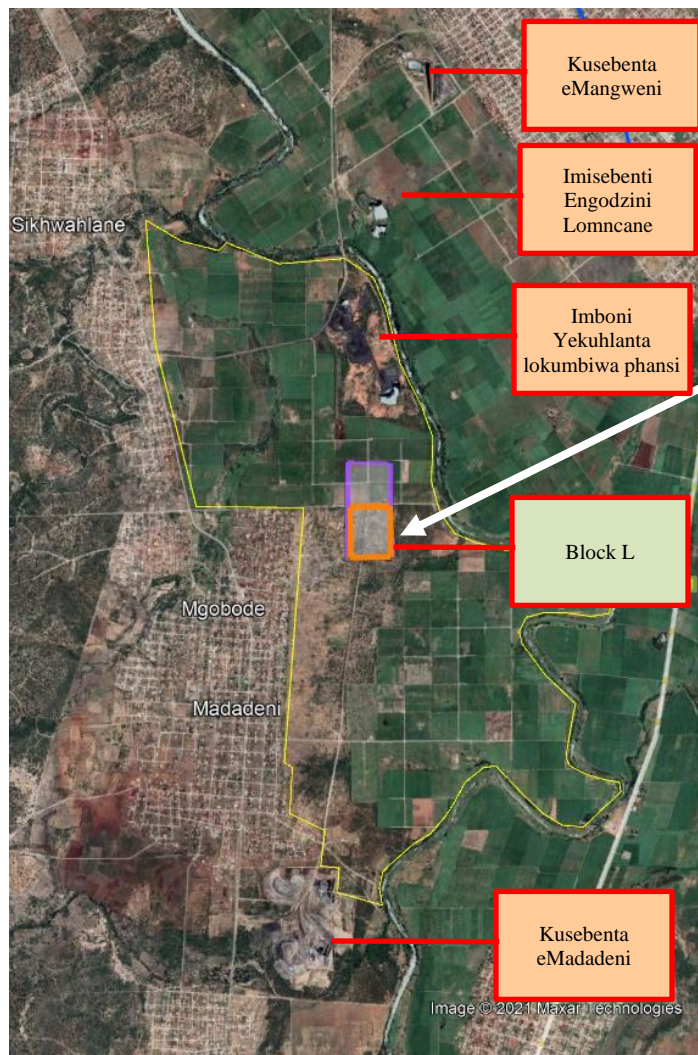 Kusebenta
eMangweni
Imisebenti
Engodzini
Lomncane
Sikhwahlane
Imboni
Yekuhlanta
lokumbiwa phansi
Block L
Mgobode
Madadeni
Kusebenta
eMadadeni
Image © 2021 Maxar Technologies